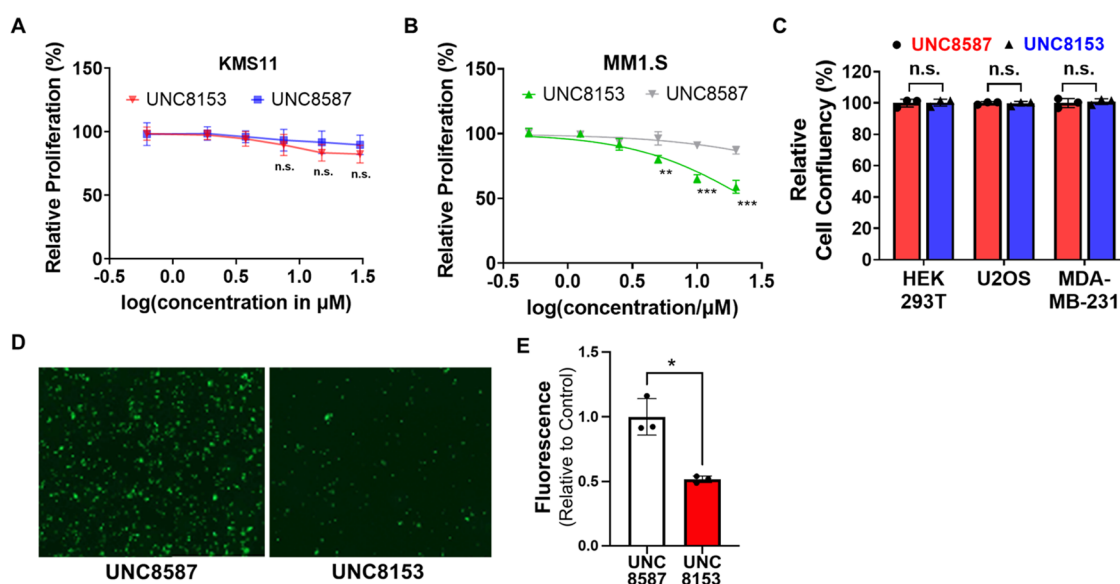 A
KMS11
Relative Proliferation (%)
150
100
50
0
UNC8153
UNC8587
n.s.
n.s.
n.s.
-0.5
0.0
0.5
1.0
1.5
log(concentration in µM)
B
MM1.S
Relative Proliferation (%)
150
100
50
0
UNC8153
UNC8587
**
***
***
-0.5
0.0
0.5
1.0
1.5
log(concentration/µM)
C
UNC8587
UNC8153
Relative
Cell Confluency (%)
120
100
80
60
40
20
0
n.s.
n.s.
n.s.
HEK
293T
U2OS
MDA-
MB-231
D
UNC8587
UNC8153
E
Fluorescence
(Relative to Control)
1.5
1.0
0.5
0.0
*
UNC
8587
UNC
8153